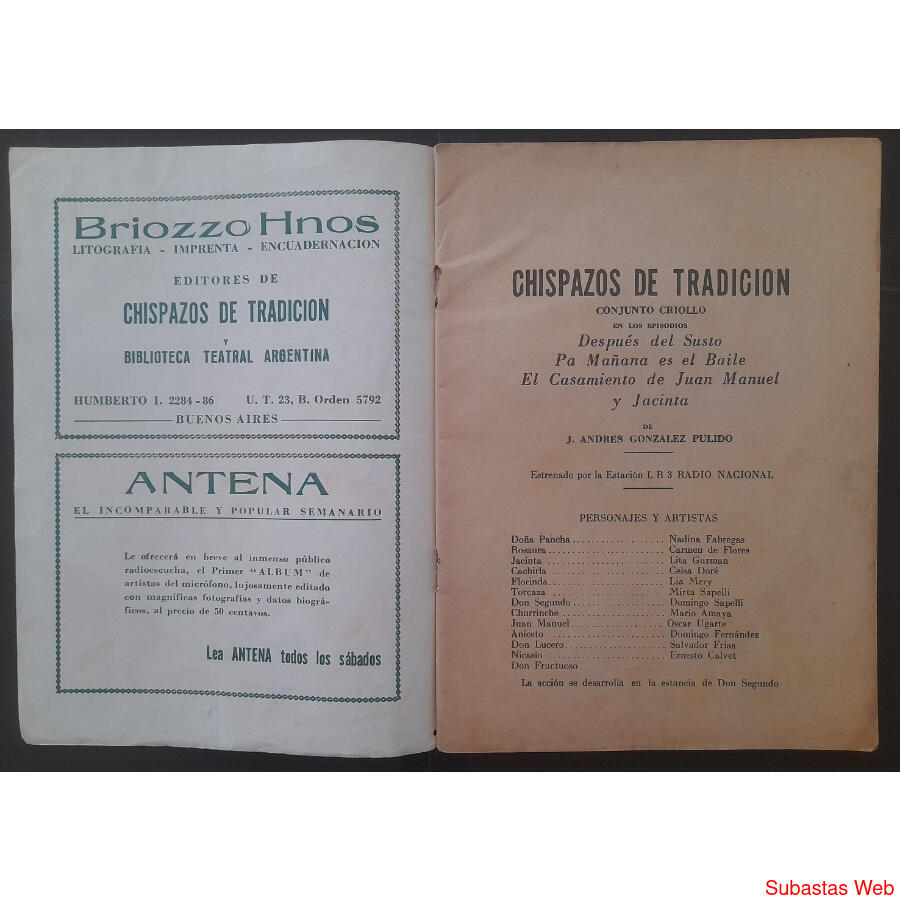 Briozzo Hnos
LITOGRAFIA - IMPRENTA - ENCUADERNACION
EDITORES DE
CHISPAZOS DE TRADICION
Y
BIBLIOTECA TEATRAL ARGENTINA
HUMBERTO I. 2284-86 U. T. 23, B. Orden 5792
BUENOS AIRES
ANTENA
EL INCOMPARABLE Y POPULAR SEMANARIO
Le ofrecerá en breve al inmenso público
radioescucha, el Primer "ALBUM" de
artistas del micrófono, lujosamente editado
con magníficas fotografías y datos biográ-
ficos, al precio de 50 centavos.
Lea ANTENA todos los sábados
CHISPAZOS DE TRADICION
CONJUNTO CRIOLLO
EN LOS EPISODIOS
Después del Susto
Pa Mañana es el Baile
El Casamiento de Juan Manuel
y Jacinta
DE
J. ANDRES GONZALEZ PULIDO
Estrenado por la Estación L R 3 RADIO NACIONAL
PERSONAJES Y ARTISTAS
Doña Pancha .................. Nadina Fabregas
Rosaura ...................... Carmen de Flores
Jacinta ...................... Lita Guzman
Cachirla ..................... Celsa Doré
Florinda ..................... Lia Mery
Torcaza ...................... Mirta Sapelli
Don Segundo .................. Domingo Sapelli
Churrinche ................... Mario Amaya
Juan Manuel .................. Oscar Ugarte
Aniceto ...................... Domingo Fernández
Don Lucero ................... Salvador Frías
Nicasio ...................... Ernesto Calvet
Don Fructuoso
La acción se desarrolla en la estancia de Don Segundo
Subastas Web